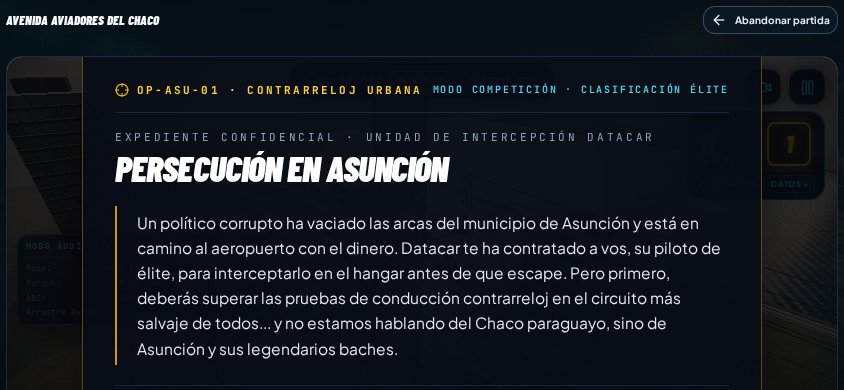 AVENIDA AVIADORES DEL CHACO
Abandonar partida
OP-ASU-01 · CONTRARRELOJ URBANA
MODO COMPETICIÓN · CLASIFICACIÓN ÉLITE
EXPEDIENTE CONFIDENCIAL · UNIDAD DE INTERCEPCIÓN DATACAR
PERSECUCIÓN EN ASUNCIÓN
1
DATOS
MODO AUDI
Masa:
Torque:
ABS:
Un político corrupto ha vaciado las arcas del municipio de Asunción y está en
camino al aeropuerto con el dinero. Datacar te ha contratado a vos, su piloto de
élite, para interceptarlo en el hangar antes de que escape. Pero primero,
deberás superar las pruebas de conducción contrarreloj en el circuito más
salvaje de todos... y no estamos hablando del Chaco paraguayo, sino de
Asunción y sus legendarios baches.